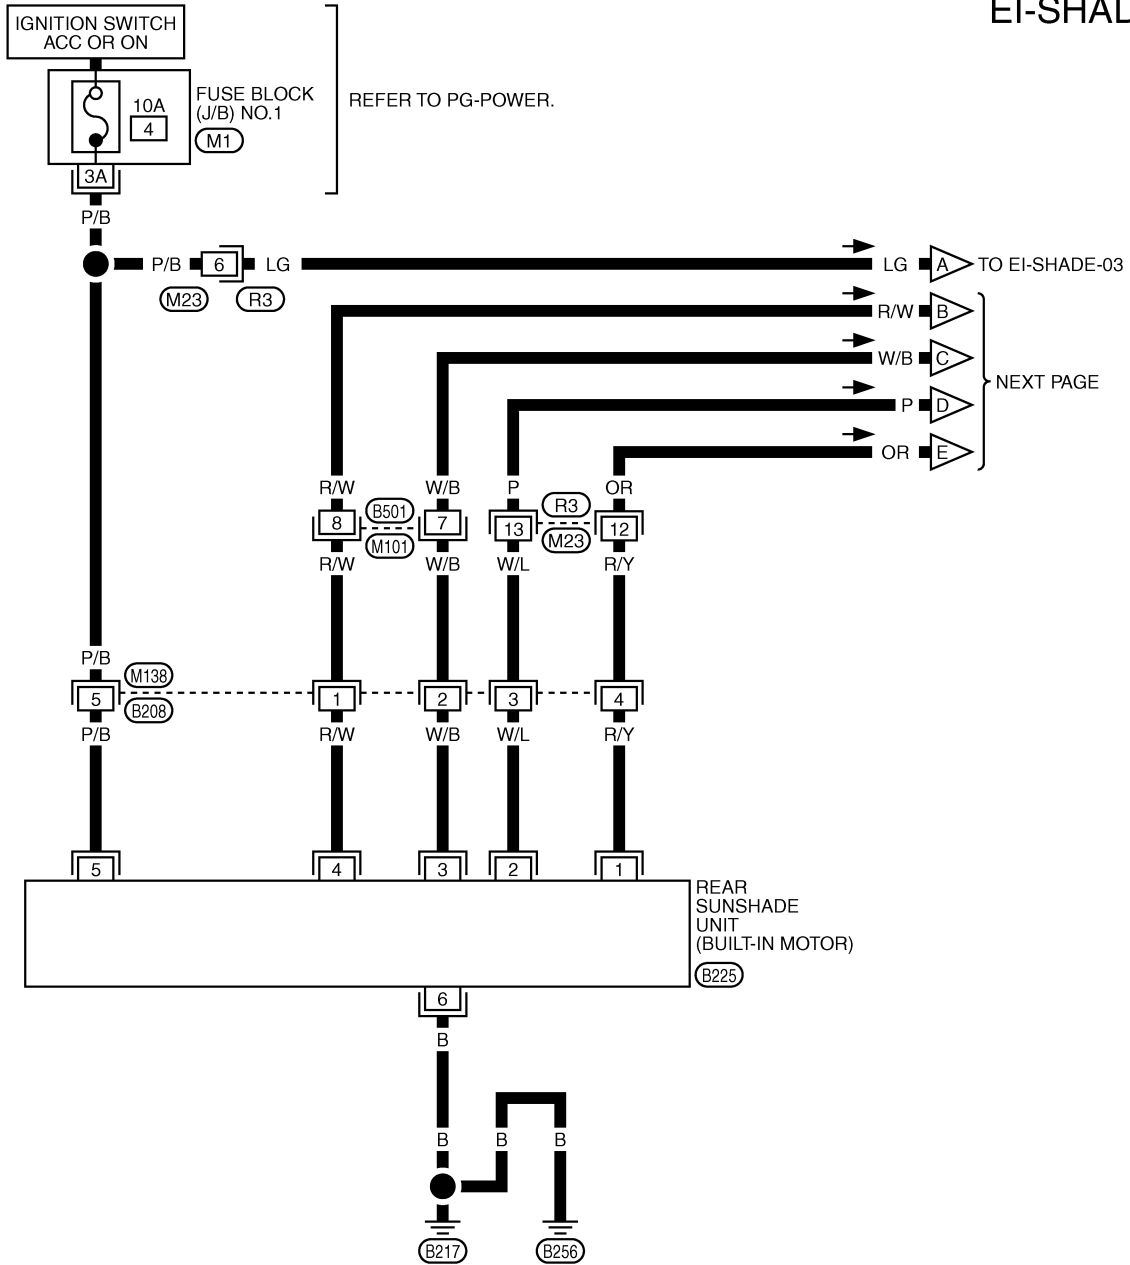 EI-SHAD
IGNITION SWITCH
ACC OR ON
10A
4
FUSE BLOCK
(J/B) NO.1
M1
REFER TO PG-POWER.
3A
P/B
P/B
6
LG
LG
A
TO EI-SHADE-03
M23
R3
R/W
B
W/B
C
NEXT PAGE
P
D
OR
E
R/W
W/B
P
OR
8
B501
M101
7
13
R3
M23
12
R/W
W/B
W/L
R/Y
P/B
M138
B208
5
1
2
3
4
P/B
R/W
W/B
W/L
R/Y
5
4
3
2
1
REAR
SUNSHADE
UNIT
(BUILT-IN MOTOR)
B225
6
B
B
B
B
B217
B256